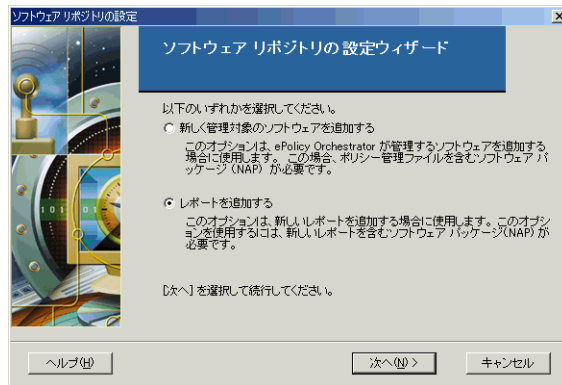 ソフトウェア リポジトリの設定
ソフトウェア リポジトリの設定ウィザード
以下のいずれかを選択してください。
新しく管理対象のソフトウェアを追加する
このオプションは、ePolicy Orchestrator が管理するソフトウェアを追加する
場合に使用します。 この場合、ポリシー管理ファイルを含むソフトウェア パ
ッケージ (NAP) が必要です。
レポートを追加する
このオプションは、新しいレポートを追加する場合に使用します。このオプシ
ョンを使用するには、新しいレポートを含むソフトウェア パッケージ(NAP) が
必要です。
[次へ] を選択して続行してください。
ヘルプ(H)
次へ(N) >
キャンセル